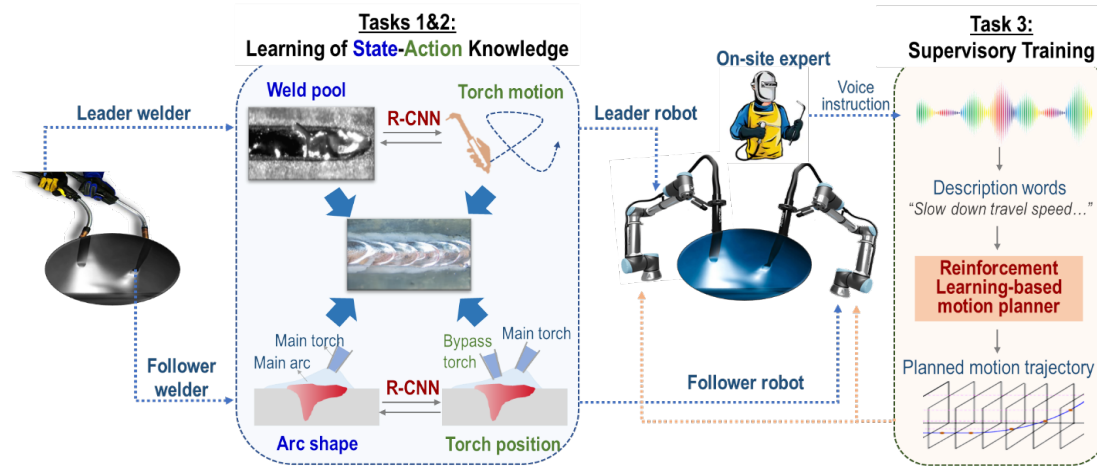 Tasks 1&2:
Learning of State-Action Knowledge
Task 3:
Supervisory Training
Leader welder
Weld pool
R-CNN
Torch motion
Leader robot
On-site expert
Voice
instruction
Description words
"Slow down travel speed…"
Reinforcement
Learning-based
motion planner
Planned motion trajectory
Follower
welder
Main torch
Main arc
Bypass
torch
Main torch
R-CNN
Arc shape
Torch position
Follower robot